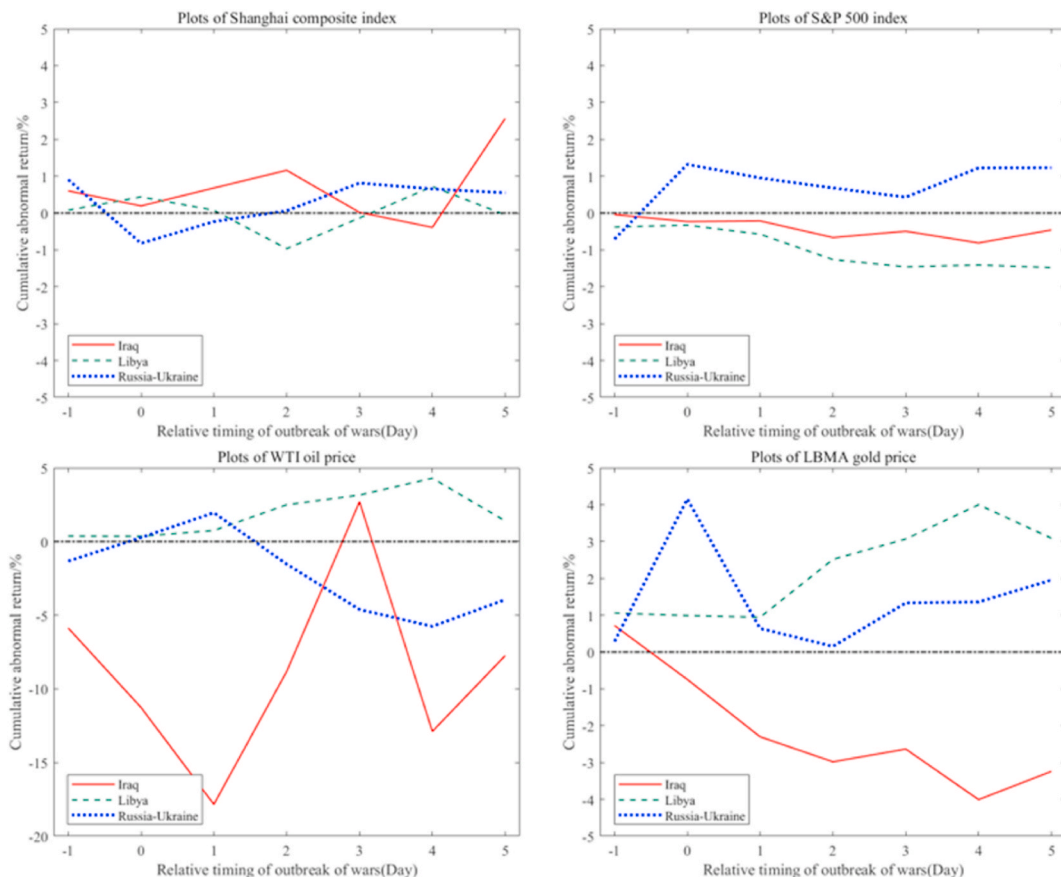 Plots of Shanghai composite index
Cumulative abnormal return/%
5
4
3
2
1
0
-1
-2
-3
-4
-5
Iraq
Libya
Russia-Ukraine
-1 0 1 2 3 4 5
Relative timing of outbreak of wars(Day)
Plots of S&P 500 index
Cumulative abnormal return/%
5
4
3
2
1
0
-1
-2
-3
-4
-5
Iraq
Libya
Russia-Ukraine
-1 0 1 2 3 4 5
Relative timing of outbreak of wars(Day)
Plots of WTI oil price
Cumulative abnormal return/%
5
0
-5
-10
-15
-20
Iraq
Libya
Russia-Ukraine
-1 0 1 2 3 4 5
Relative timing of outbreak of wars(Day)
Plots of LBMA gold price
Cumulative abnormal return/%
5
4
3
2
1
0
-1
-2
-3
-4
-5
Iraq
Libya
Russia-Ukraine
-1 0 1 2 3 4 5
Relative timing of outbreak of wars(Day)